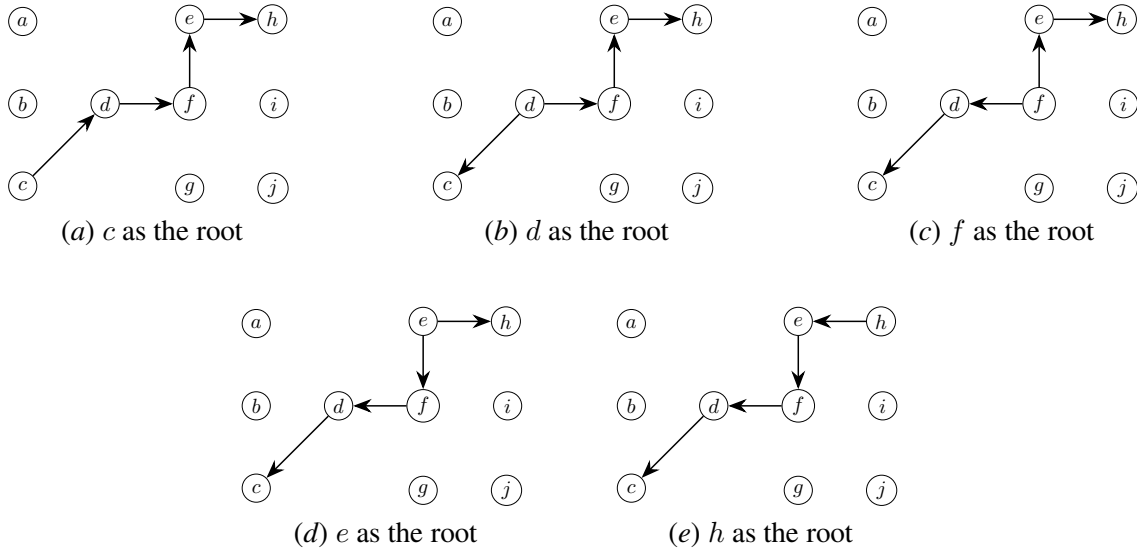 a e h a e h a e h
b d f i b d f i b d f i
c g j c g j c g j
(a) c as the root (b) d as the root (c) f as the root
a e h a e h
b d f i b d f i
c g j c g j
(d) e as the root (e) h as the root